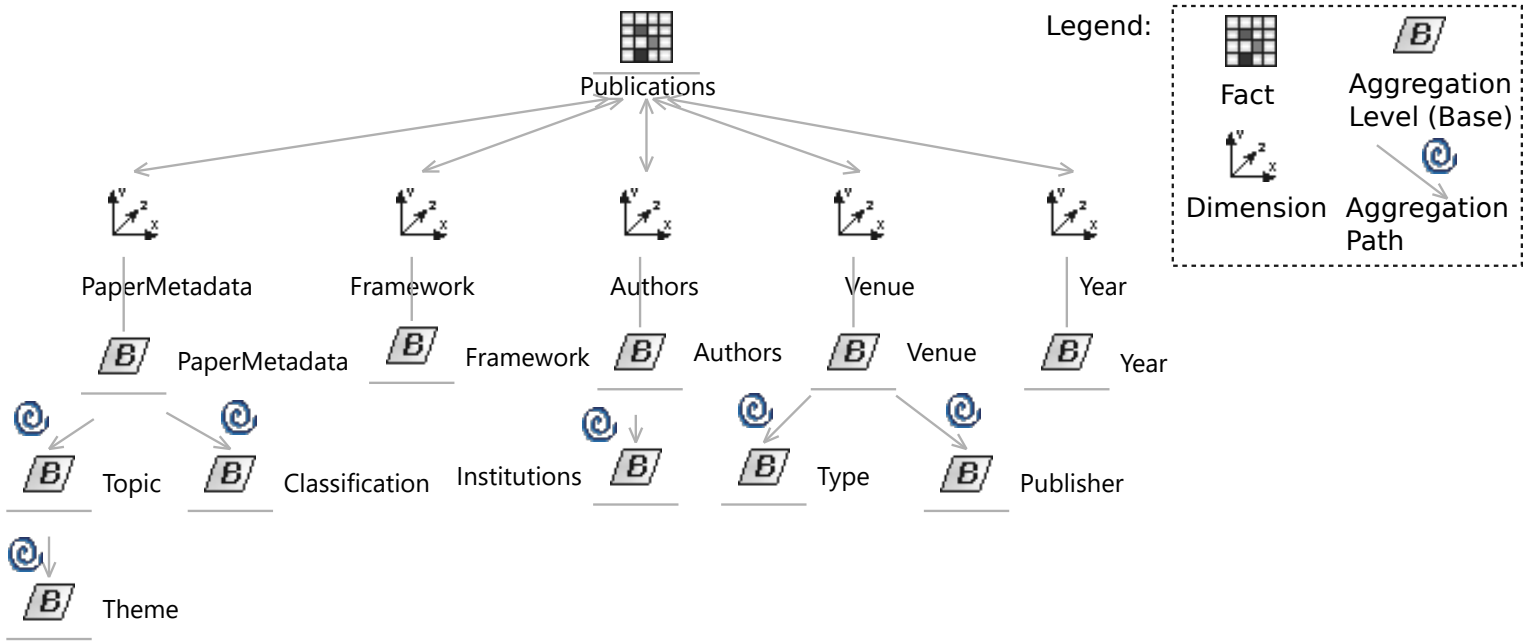 Legend:
Fact
Aggregation
Level (Base)
Dimension
Aggregation
Path
Publications
PaperMetadata
Framework
Authors
Venue
Year
PaperMetadata
Framework
Authors
Venue
Year
Topic
Classification
Institutions
Type
Publisher
Theme